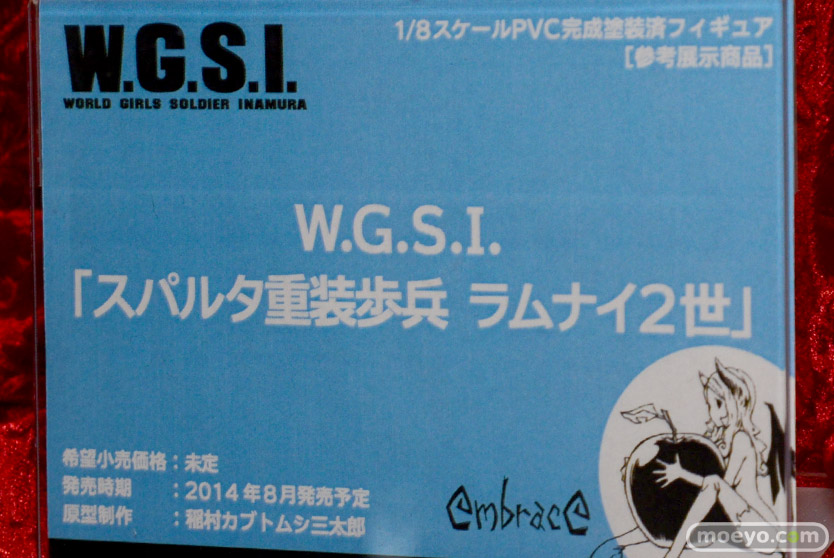 W.G.S.I.
WORLD GIRLS SOLDIER INAMURA
1/8スケールPVC完成塗装済フィギュア
[参考展示商品]
W.G.S.I.
「スパルタ重装歩兵 ラムナイ2世」
希望小売価格：未定
発売時期　：2014年8月発売予定
原型制作　：稲村カブトムシ三太郎
embrace
moeyo.com